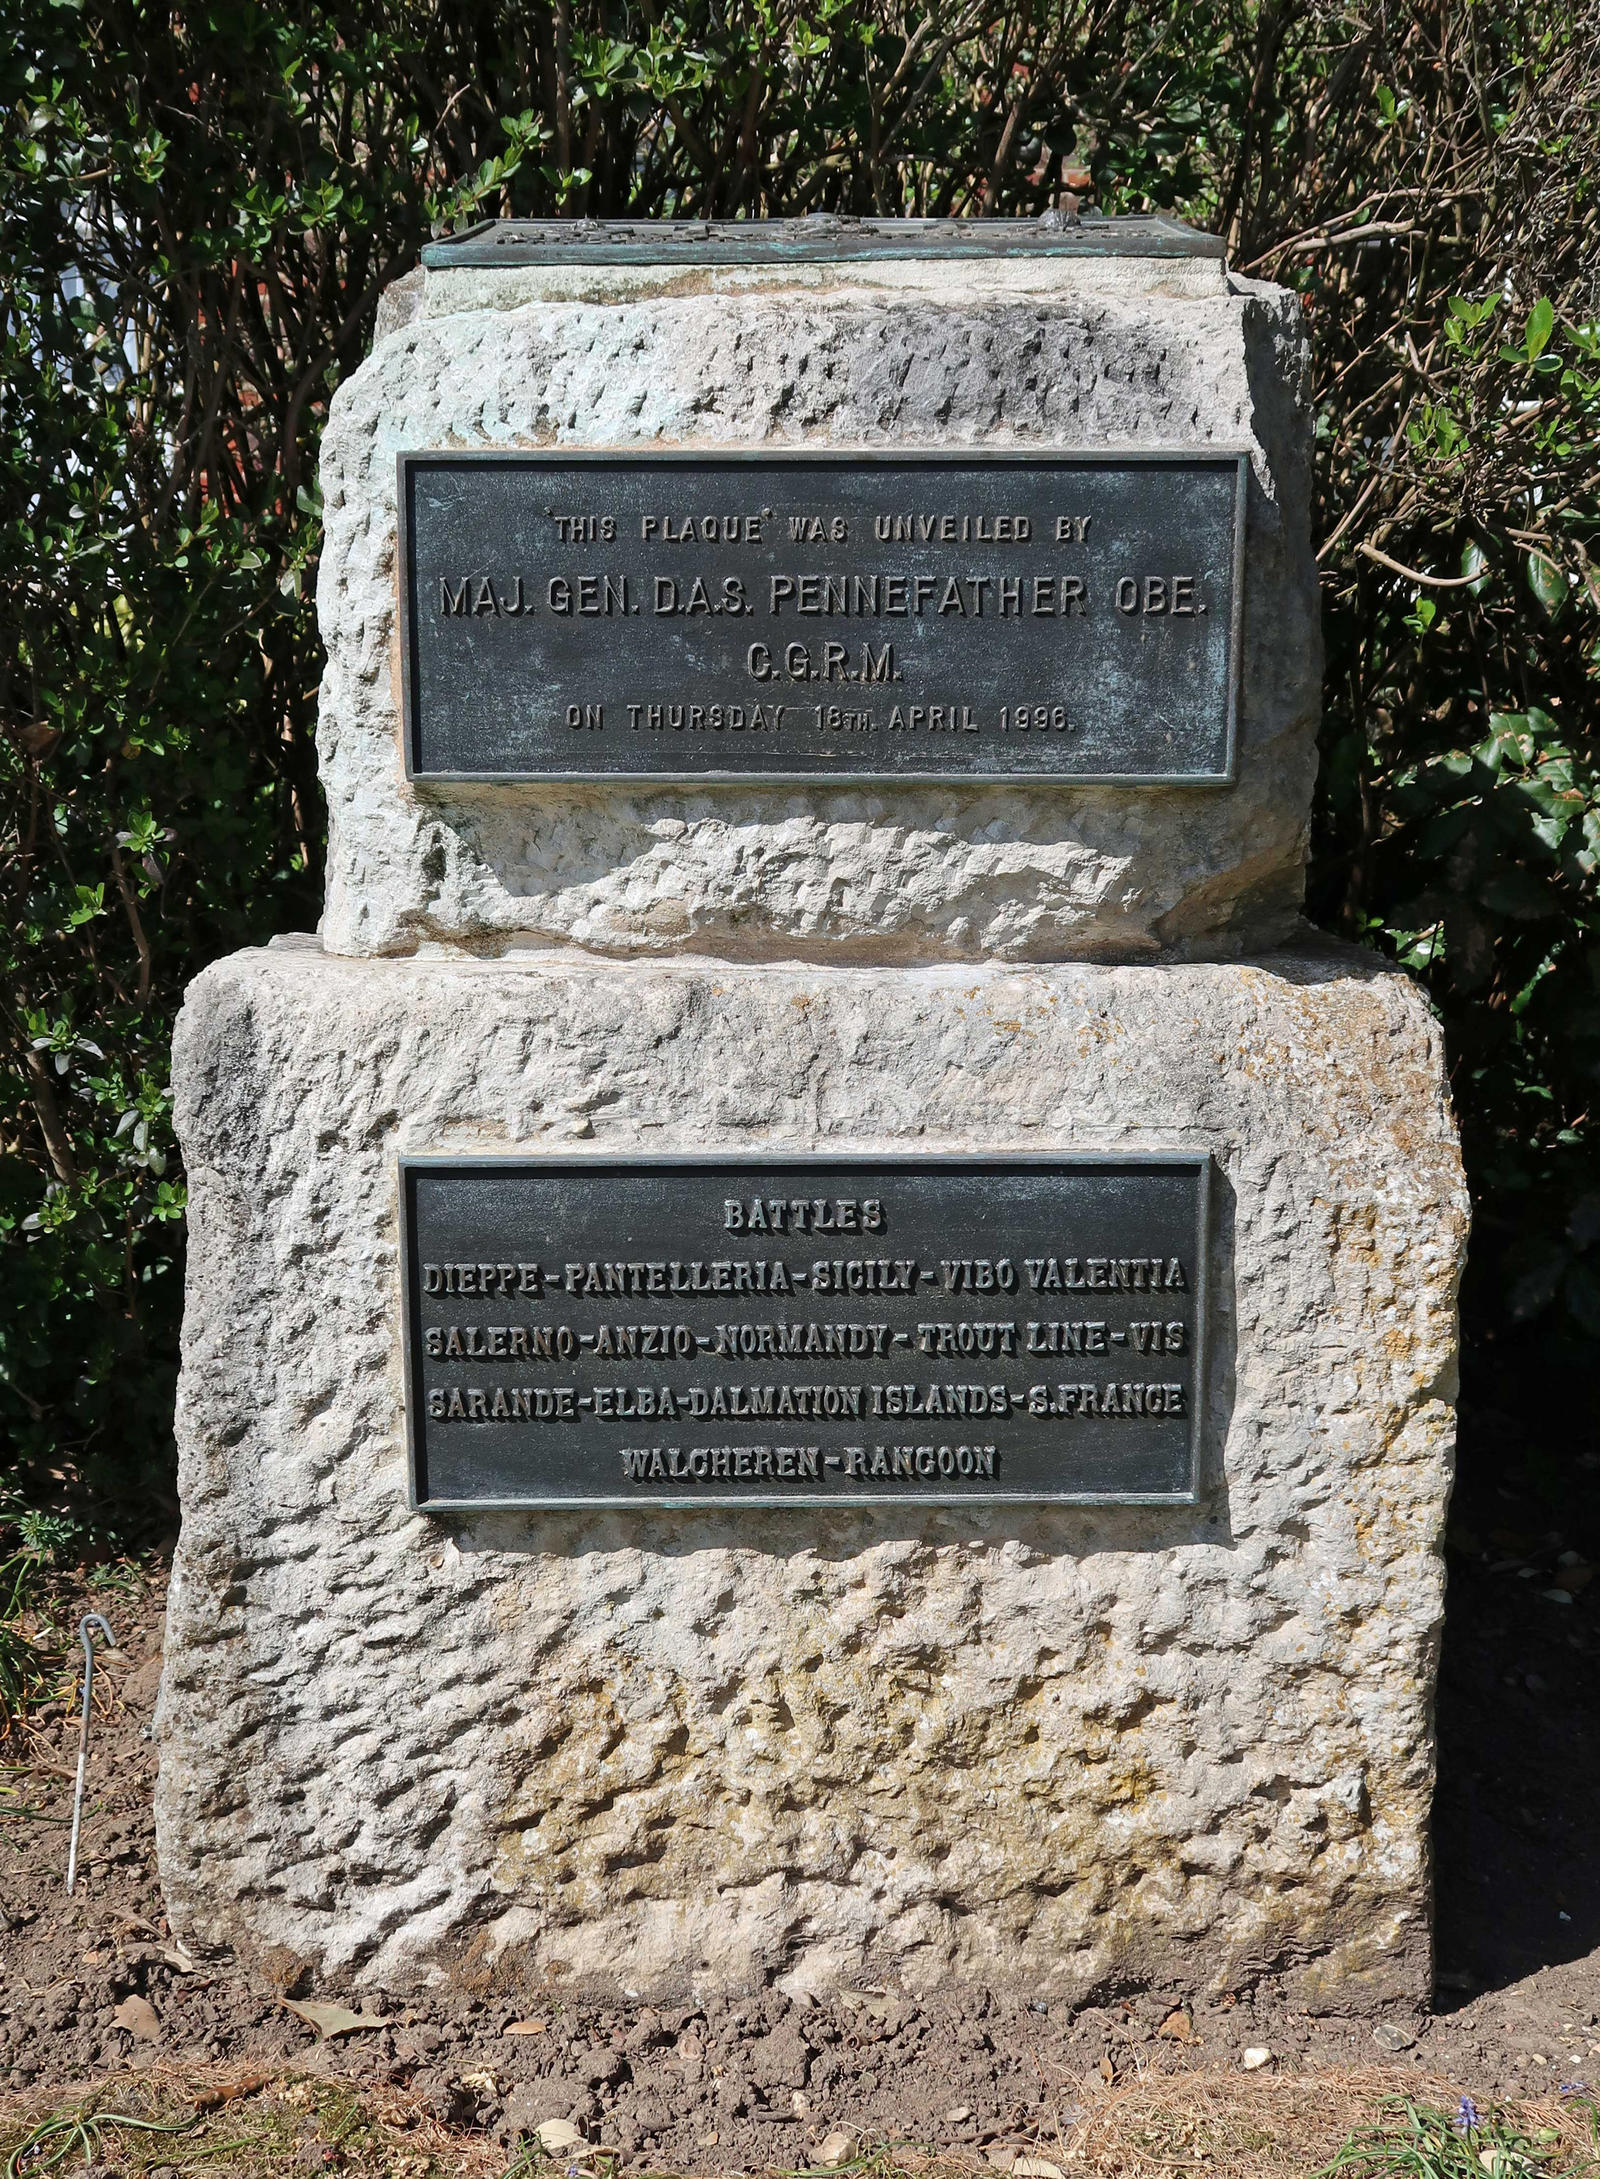 "THIS PLAQUE" WAS UNVEILED BY
MAJ. GEN. D.A.S. PENNEFATHER OBE.
C.G.R.M.
ON THURSDAY 18TH. APRIL 1996.
BATTLES
DIEPPE-PANTELLERIA-SICILY-VIBO VALENTIA
SALERNO-ANZIO-NORMANDY-TROUT LINE-VIS
SARANDE-ELBA-DALMATION ISLANDS-S.FRANCE
WALCHEREN-RANGOON